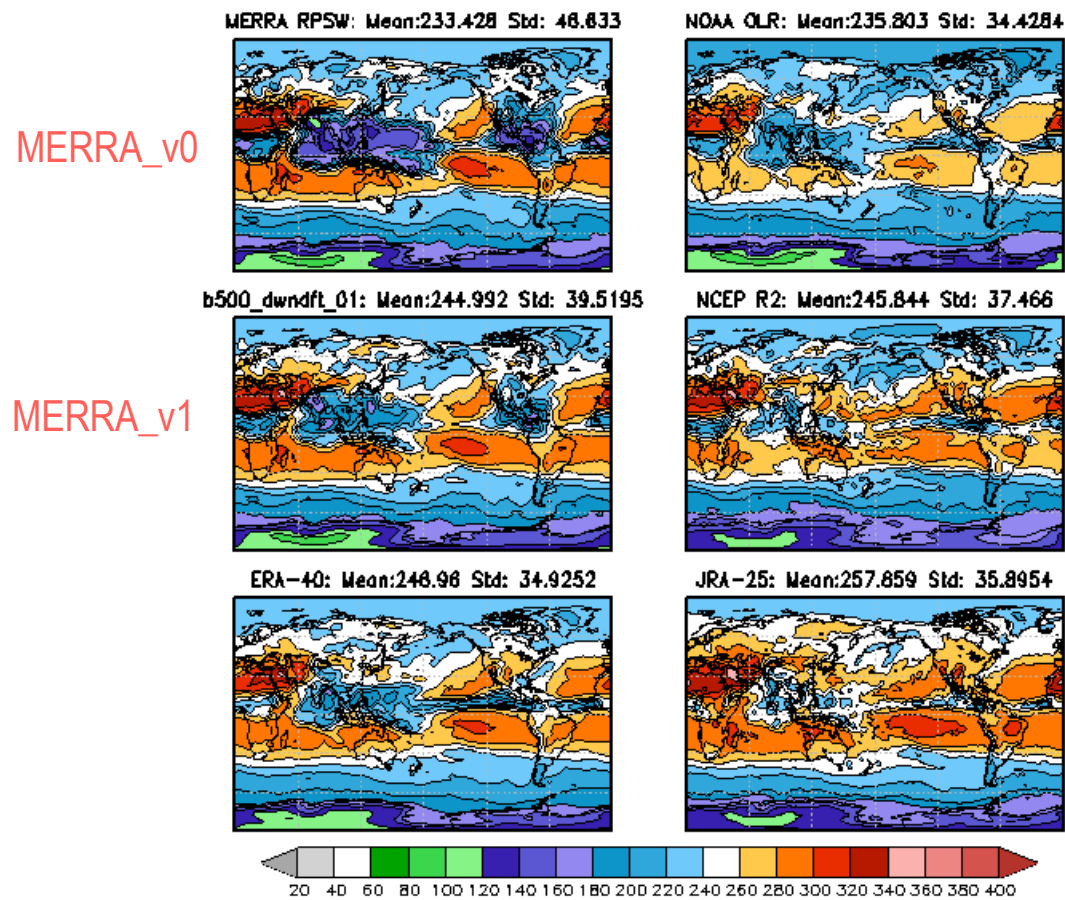 MERRA RPSW: Mean:233.428 Std: 46.633
NOAA OLR: Mean:235.803 Std: 34.4284
MERRA_v0
b500_dwndft_01: Mean:244.992 Std: 39.5195
NCEP R2: Mean:245.844 Std: 37.466
MERRA_v1
ERA-40: Mean:246.96 Std: 34.9252
JRA-25: Mean:257.859 Std: 35.8954
20 40 60 80 100 120 140 160 180 200 220 240 260 280 300 320 340 360 380 400